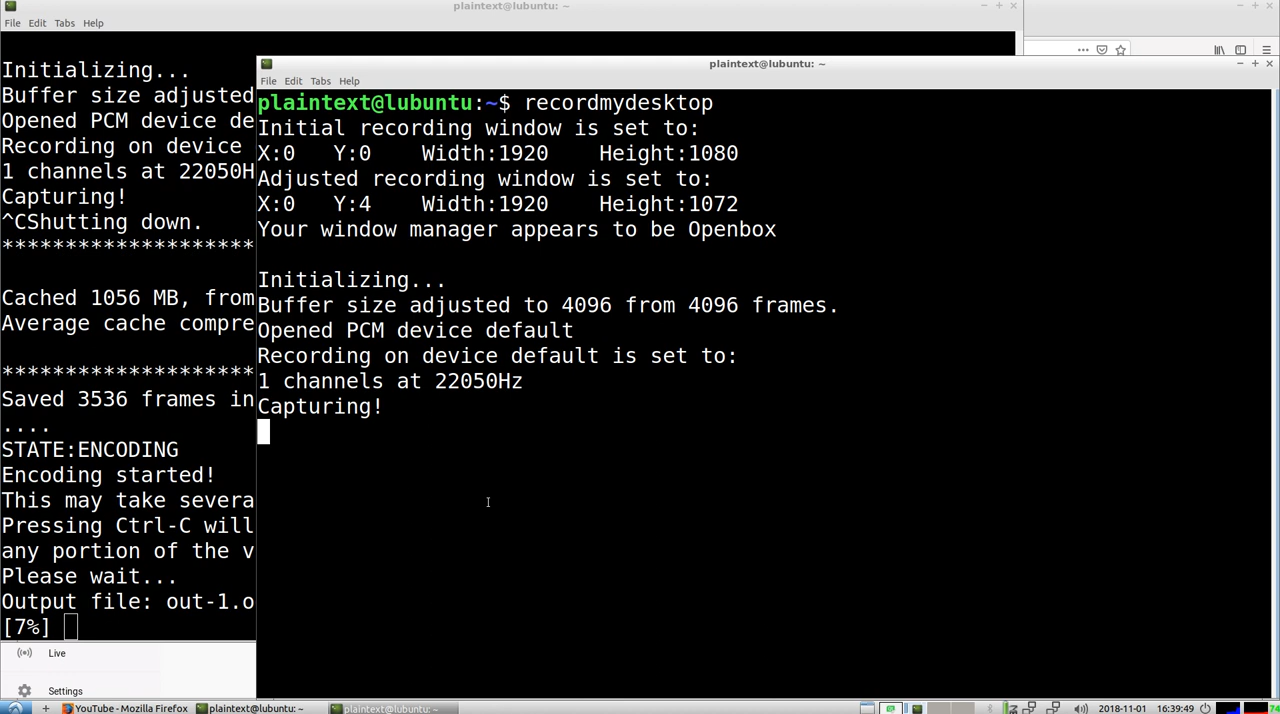 plaintext@lubuntu: ~
File Edit Tabs Help
Initializing...
Buffer size adjusted
Opened PCM device de
Recording on device
1 channels at 22050H
Capturing!
^CShutting down.
********************
Cached 1056 MB, from
Average cache compre
********************
Saved 3536 frames in
....
STATE:ENCODING
Encoding started!
This may take severa
Pressing Ctrl-C will
any portion of the v
Please wait...
Output file: out-1.o
[7%]
Live
Settings
plaintext@lubuntu: ~
File Edit Tabs Help
plaintext@lubuntu:~$ recordmydesktop
Initial recording window is set to:
X:0 Y:0 Width:1920 Height:1080
Adjusted recording window is set to:
X:0 Y:4 Width:1920 Height:1072
Your window manager appears to be Openbox
Initializing...
Buffer size adjusted to 4096 from 4096 frames.
Opened PCM device default
Recording on device default is set to:
1 channels at 22050Hz
Capturing!
YouTube - Mozilla Firefox plaintext@lubuntu: ~ plaintext@lubuntu: ~ 2018-11-01 16:39:49 74